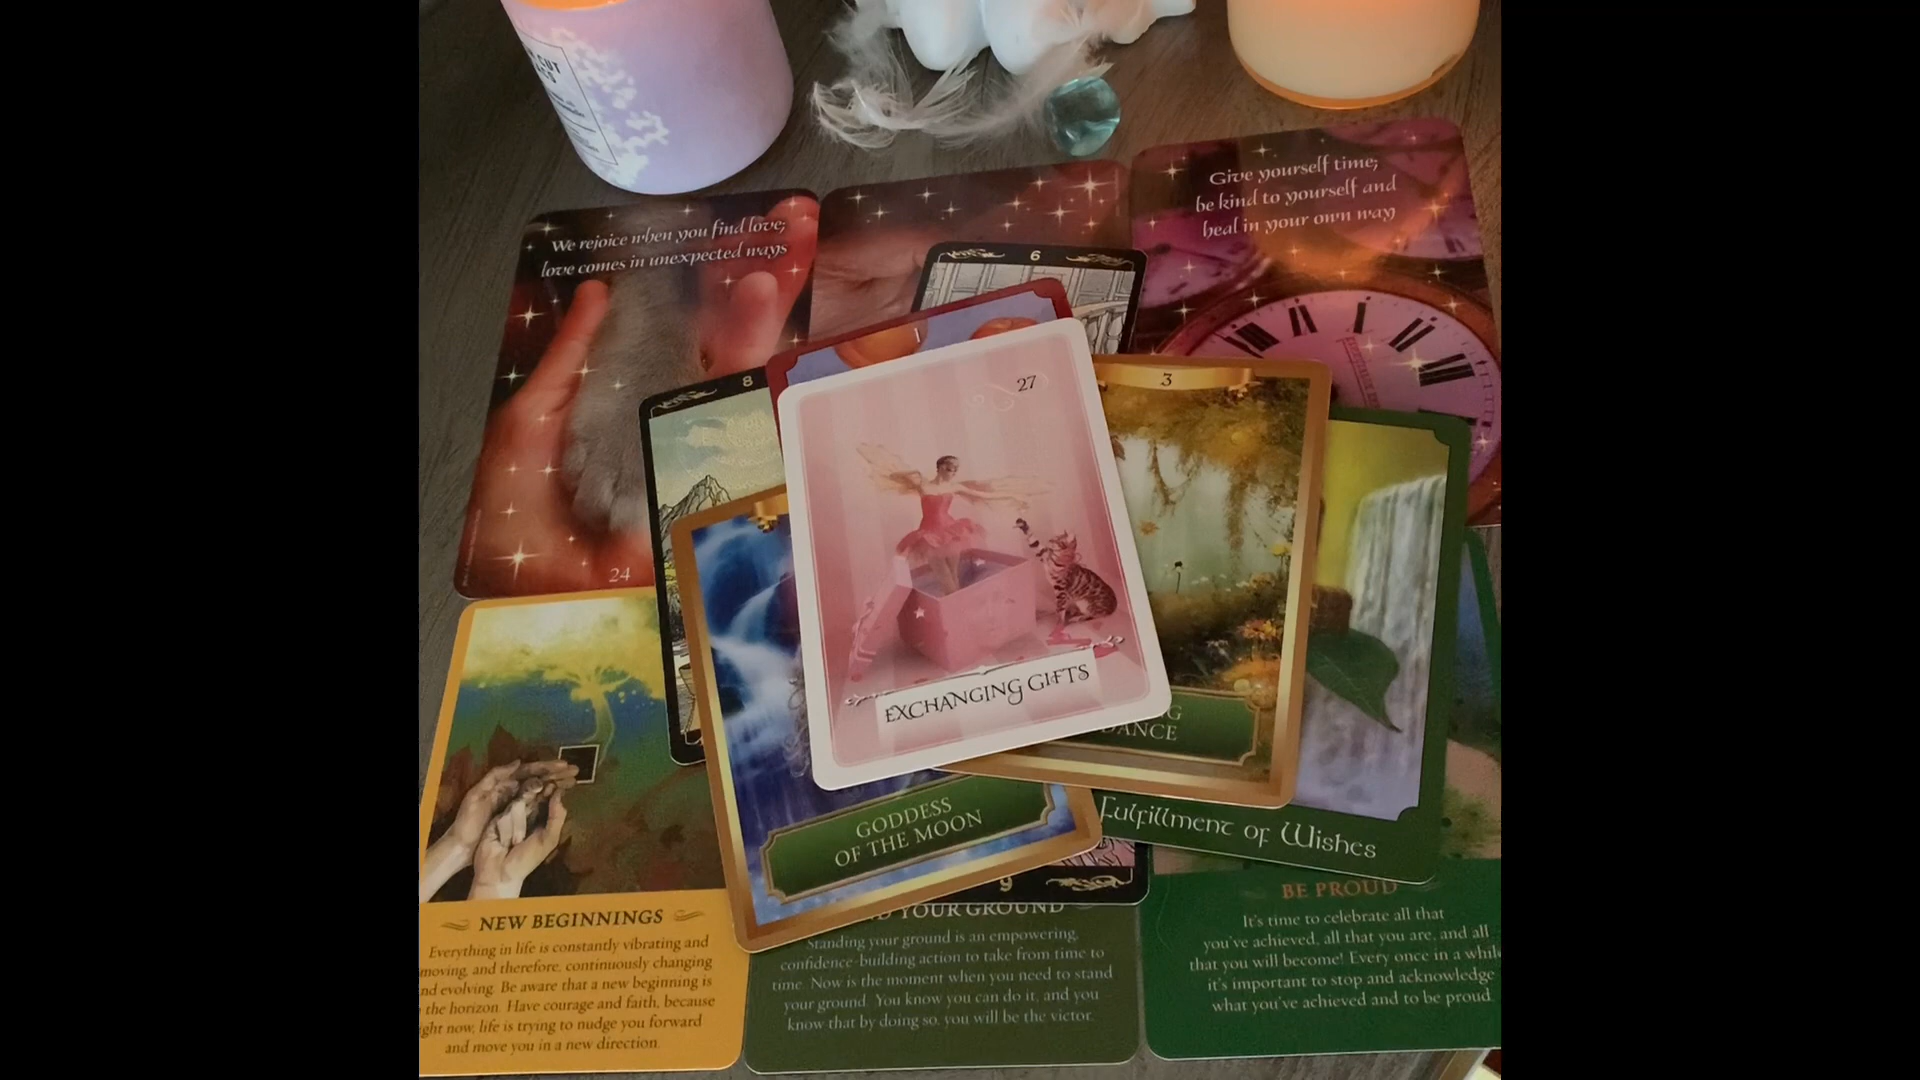 CUT
We rejoice when you find love;
love comes in unexpected ways
24
Give yourself time;
be kind to yourself and
heal in your own way
6
8
1
27
EXCHANGING GIFTS
3
DANCE
GODDESS
OF THE MOON
Fulfillment of Wishes
9
NEW BEGINNINGS
Everything in life is constantly vibrating and
moving, and therefore, continuously changing
nd evolving. Be aware that a new beginning is
the horizon. Have courage and faith, because
ght now, life is trying to nudge you forward
and move you in a new direction.
YOUR GROUND
Standing your ground is an empowering,
confidence-building action to take from time to
time. Now is the moment when you need to stand
your ground. You know you can do it, and you
know that by doing so, you will be the victor.
BE PROUD
It's time to celebrate all that
you've achieved, all that you are, and all
that you will become! Every once in a while
it's important to stop and acknowledge
what you've achieved and to be proud.